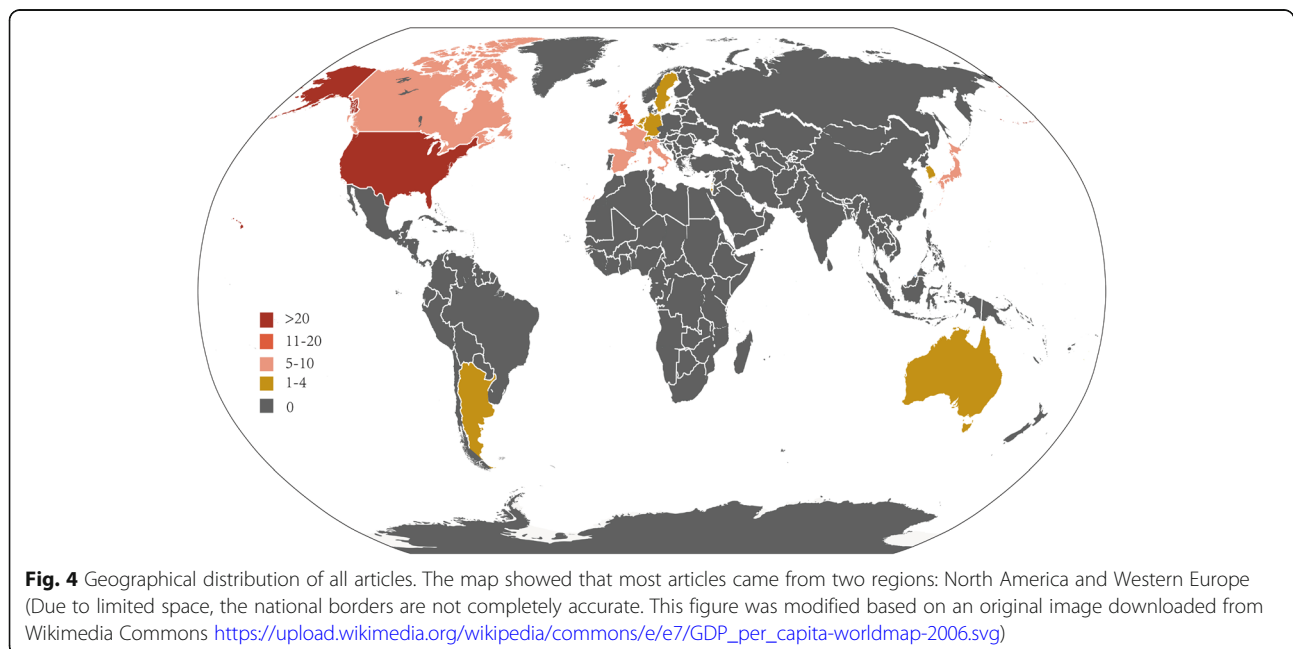 >20
11-20
5-10
1-4
0
Fig. 4 Geographical distribution of all articles. The map showed that most articles came from two regions: North America and Western Europe
(Due to limited space, the national borders are not completely accurate. This figure was modified based on an original image downloaded from
Wikimedia Commons https://upload.wikimedia.org/wikipedia/commons/e/e7/GDP_per_capita-worldmap-2006.svg)